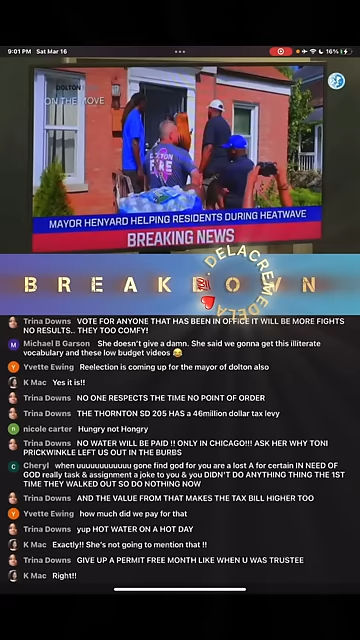 9:01 PM Sat Mar 16
16%
DOLTON
ON THE MOVE
DOLTON
FIRE
MAYOR HENYARD HELPING RESIDENTS DURING HEATWAVE
BREAKING NEWS
BREAKDOWN
DELACREMEDELA
Trina Downs VOTE FOR ANYONE THAT HAS BEEN IN OFFICE IT WILL BE MORE FIGHTS
NO RESULTS.. THEY TOO COMFY!
Michael B Garson She doesn't give a damn. She said we gonna get this illiterate
vocabulary and these low budget videos 😂
Yvette Ewing Reelection is coming up for the mayor of dolton also
K Mac Yes it is!!
Trina Downs NO ONE RESPECTS THE TIME NO POINT OF ORDER
Trina Downs THE THORNTON SD 205 HAS a 46million dollar tax levy
nicole carter Hungry not Hongry
Trina Downs NO WATER WILL BE PAID !! ONLY IN CHICAGO!!! ASK HER WHY TONI
PRICKWINKLE LEFT US OUT IN THE BURBS
Cheryl when uuuuuuuuuuuu gone find god for you are a lost A for certain IN NEED OF
GOD really task & assignment a joke to you & you DIDN'T DO ANYTHING THING THE 1ST
TIME THEY WALKED OUT SO DO NOTHING NOW
Trina Downs AND THE VALUE FROM THAT MAKES THE TAX BILL HIGHER TOO
Yvette Ewing how much did we pay for that
Trina Downs yup HOT WATER ON A HOT DAY
K Mac Exactly!! She's not going to mention that !!
Trina Downs GIVE UP A PERMIT FREE MONTH LIKE WHEN U WAS TRUSTEE
K Mac Right!!